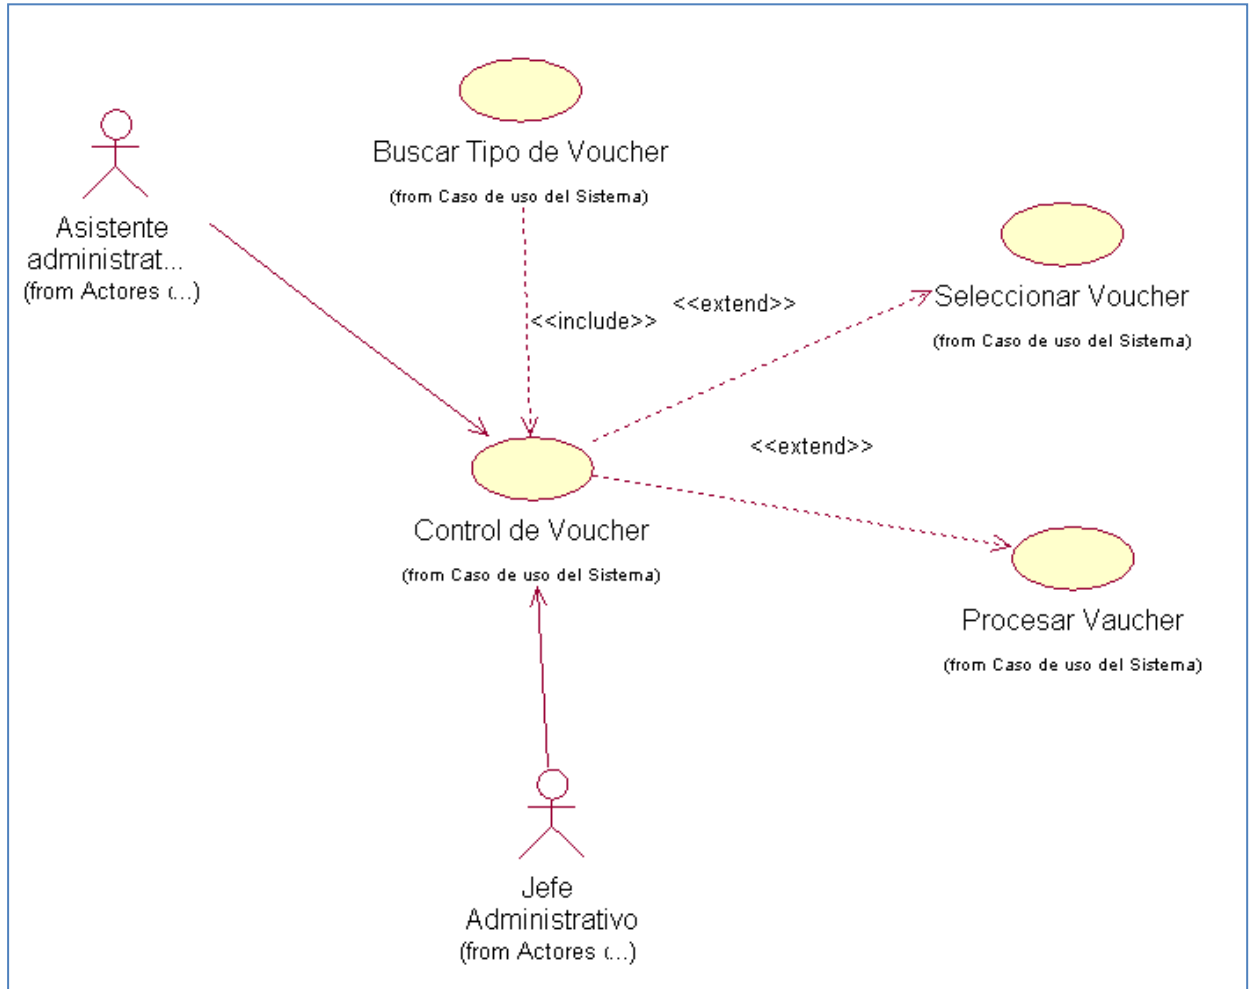 Buscar Tipo de Voucher
(from Caso de uso del Sistema)
Asistente
administrat...
(from Actores (...)
Seleccionar Voucher
(from Caso de uso del Sistema)
<<include>>
<<extend>>
<<extend>>
Control de Voucher
(from Caso de uso del Sistema)
Procesar Vaucher
(from Caso de uso del Sistema)
Jefe
Administrativo
(from Actores (...)